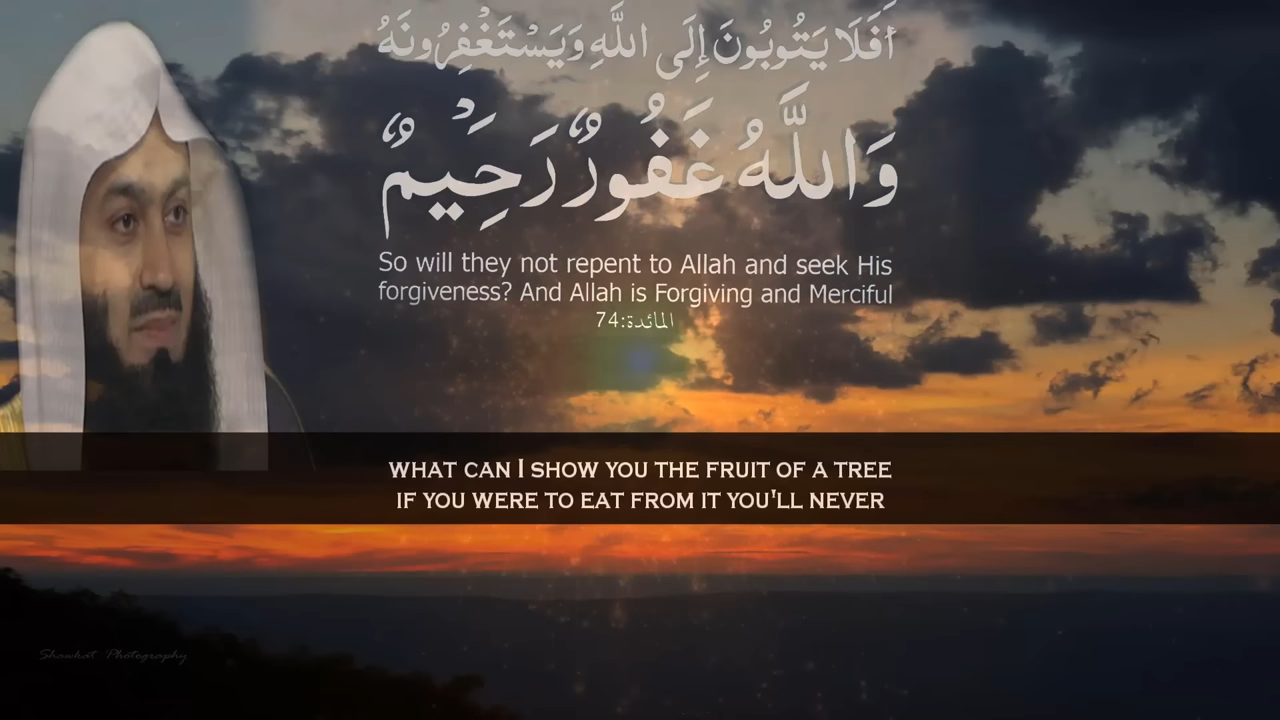 أَفَلَا يَتُوبُونَ إِلَى اللَّهِ وَيَسْتَغْفِرُونَهُ
وَاللَّهُ غَفُورٌ رَحِيمٌ
So will they not repent to Allah and seek His
forgiveness? And Allah is Forgiving and Merciful
المائدة:74
WHAT CAN I SHOW YOU THE FRUIT OF A TREE
IF YOU WERE TO EAT FROM IT YOU'LL NEVER
Shawkat Photography